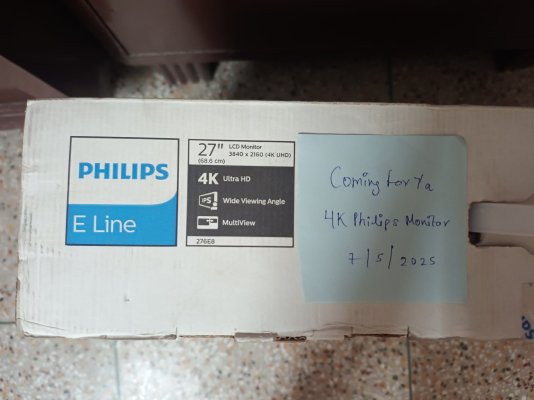 PHILIPS
E Line
27"
(68.6 cm)
LCD Monitor
3840 x 2160 (4K UHD)
4K Ultra HD
IPS Wide Viewing Angle
MultiView
276E8
Coming for Ya
4K Philips Monitor
7/5/2025